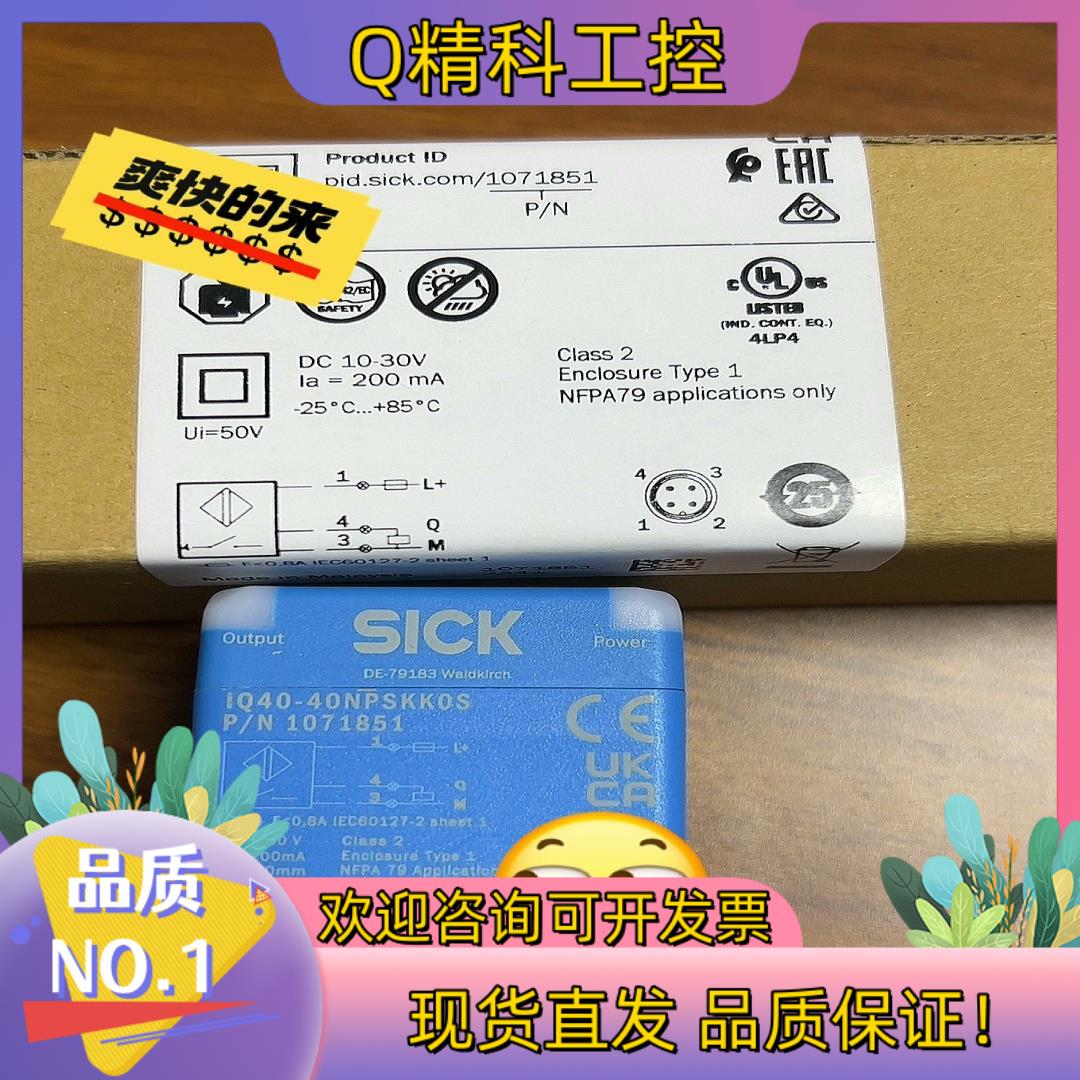 Q精科工控
Product ID
pid.sick.com/1071851
P/N
爽快的来
$$$$$$
EAC
SAFETY
C UL US
LISTED
(IND. CONT. EQ.)
4LP4
DC 10-30V
Ia = 200 mA
-25°C...+85°C
Ui=50V
Class 2
Enclosure Type 1
NFPA79 applications only
1 L+
4 Q
3 M
4 3
1 2
25
F<0,8A IEC60127-2 sheet 1
Made in Malaysia
1071851
Output
SICK
Power
DE-79183 Waldkirch
IQ40-40NPSKK0S
P/N 1071851
CE
UK
CA
1 L+
4 Q
3 M
F<0,8A IEC60127-2 sheet 1
Class 2
Enclosure Type 1
NFPA 79 Application
品质
NO.1
欢迎咨询可开发票
现货直发 品质保证!